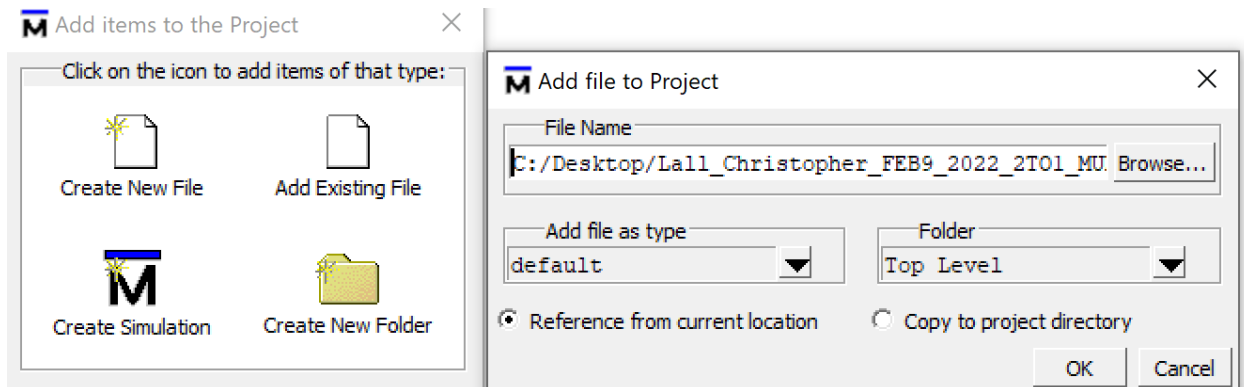 Add items to the Project
Click on the icon to add items of that type:
Create New File
Add Existing File
Create Simulation
Create New Folder
Add file to Project
File Name
C:/Desktop/Lall_Christopher_FEB9_2022_2TO1_MU
Browse...
Add file as type
Folder
default
Top Level
Reference from current location
Copy to project directory
OK
Cancel